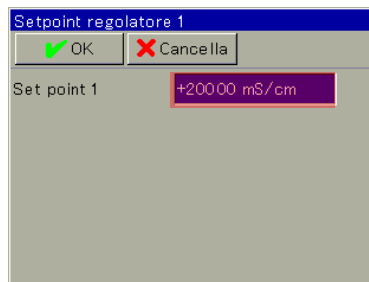 Setpoint regolatore 1
OK Cancella
Set point 1 +20000 mS/cm